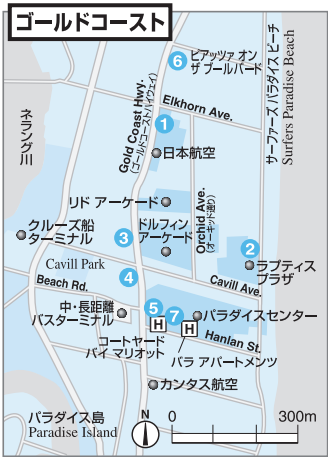 ゴールドコースト
6
ピアッツァ オン
ザ ブールバード
サーファーズ パラダイス ビーチ
Surfers Paradise Beach
Elkhorn Ave.
Gold Coast Hwy.
(ゴールドコーストハイウェイ)
ネラング川
1
日本航空
リド アーケード
Orchid Ave.
(オーキッド通り)
ドルフィン
アーケード
クルーズ船
ターミナル
3
2
ラプティス
プラザ
Cavill Park
4
Cavill Ave.
Beach Rd.
中・長距離
バスターミナル
5
7
H
H
パラダイスセンター
Hanlan St.
コートヤード
バイ マリオット
パラ アパートメンツ
カンタス航空
パラダイス島
Paradise Island
N
0
300m